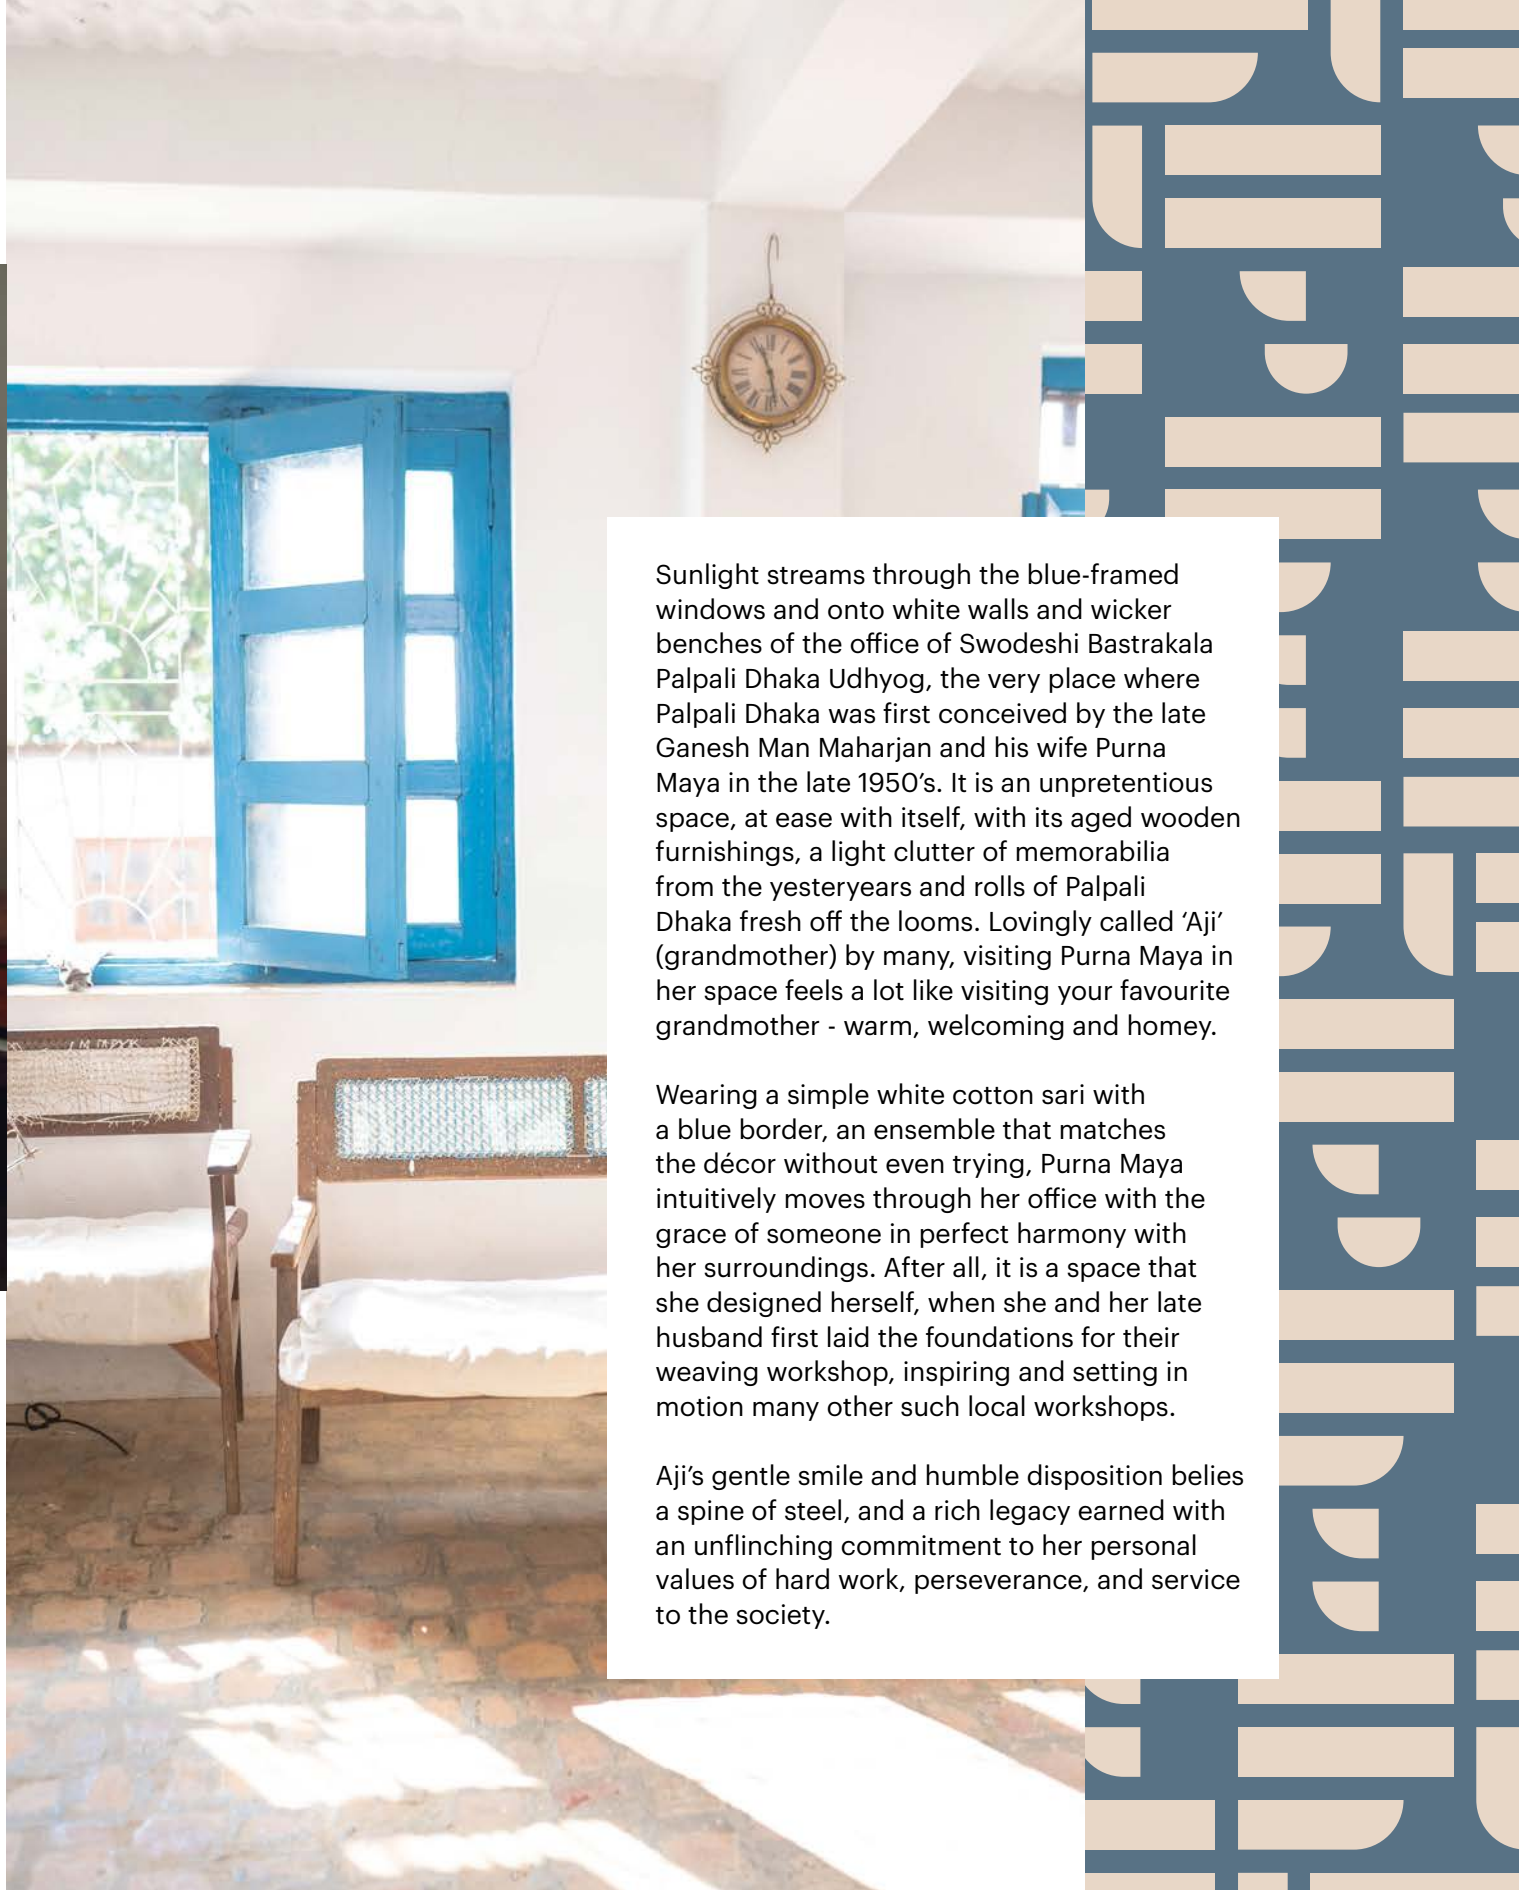 Sunlight streams through the blue-framed
windows and onto white walls and wicker
benches of the office of Swodeshi Bastrakala
Palpali Dhaka Udhyog, the very place where
Palpali Dhaka was first conceived by the late
Ganesh Man Maharjan and his wife Purna
Maya in the late 1950’s. It is an unpretentious
space, at ease with itself, with its aged wooden
furnishings, a light clutter of memorabilia
from the yesteryears and rolls of Palpali
Dhaka fresh off the looms. Lovingly called ‘Aji’
(grandmother) by many, visiting Purna Maya in
her space feels a lot like visiting your favourite
grandmother - warm, welcoming and homey.
Wearing a simple white cotton sari with
a blue border, an ensemble that matches
the décor without even trying, Purna Maya
intuitively moves through her office with the
grace of someone in perfect harmony with
her surroundings. After all, it is a space that
she designed herself, when she and her late
husband first laid the foundations for their
weaving workshop, inspiring and setting in
motion many other such local workshops.
Aji’s gentle smile and humble disposition belies
a spine of steel, and a rich legacy earned with
an unflinching commitment to her personal
values of hard work, perseverance, and service
to the society.